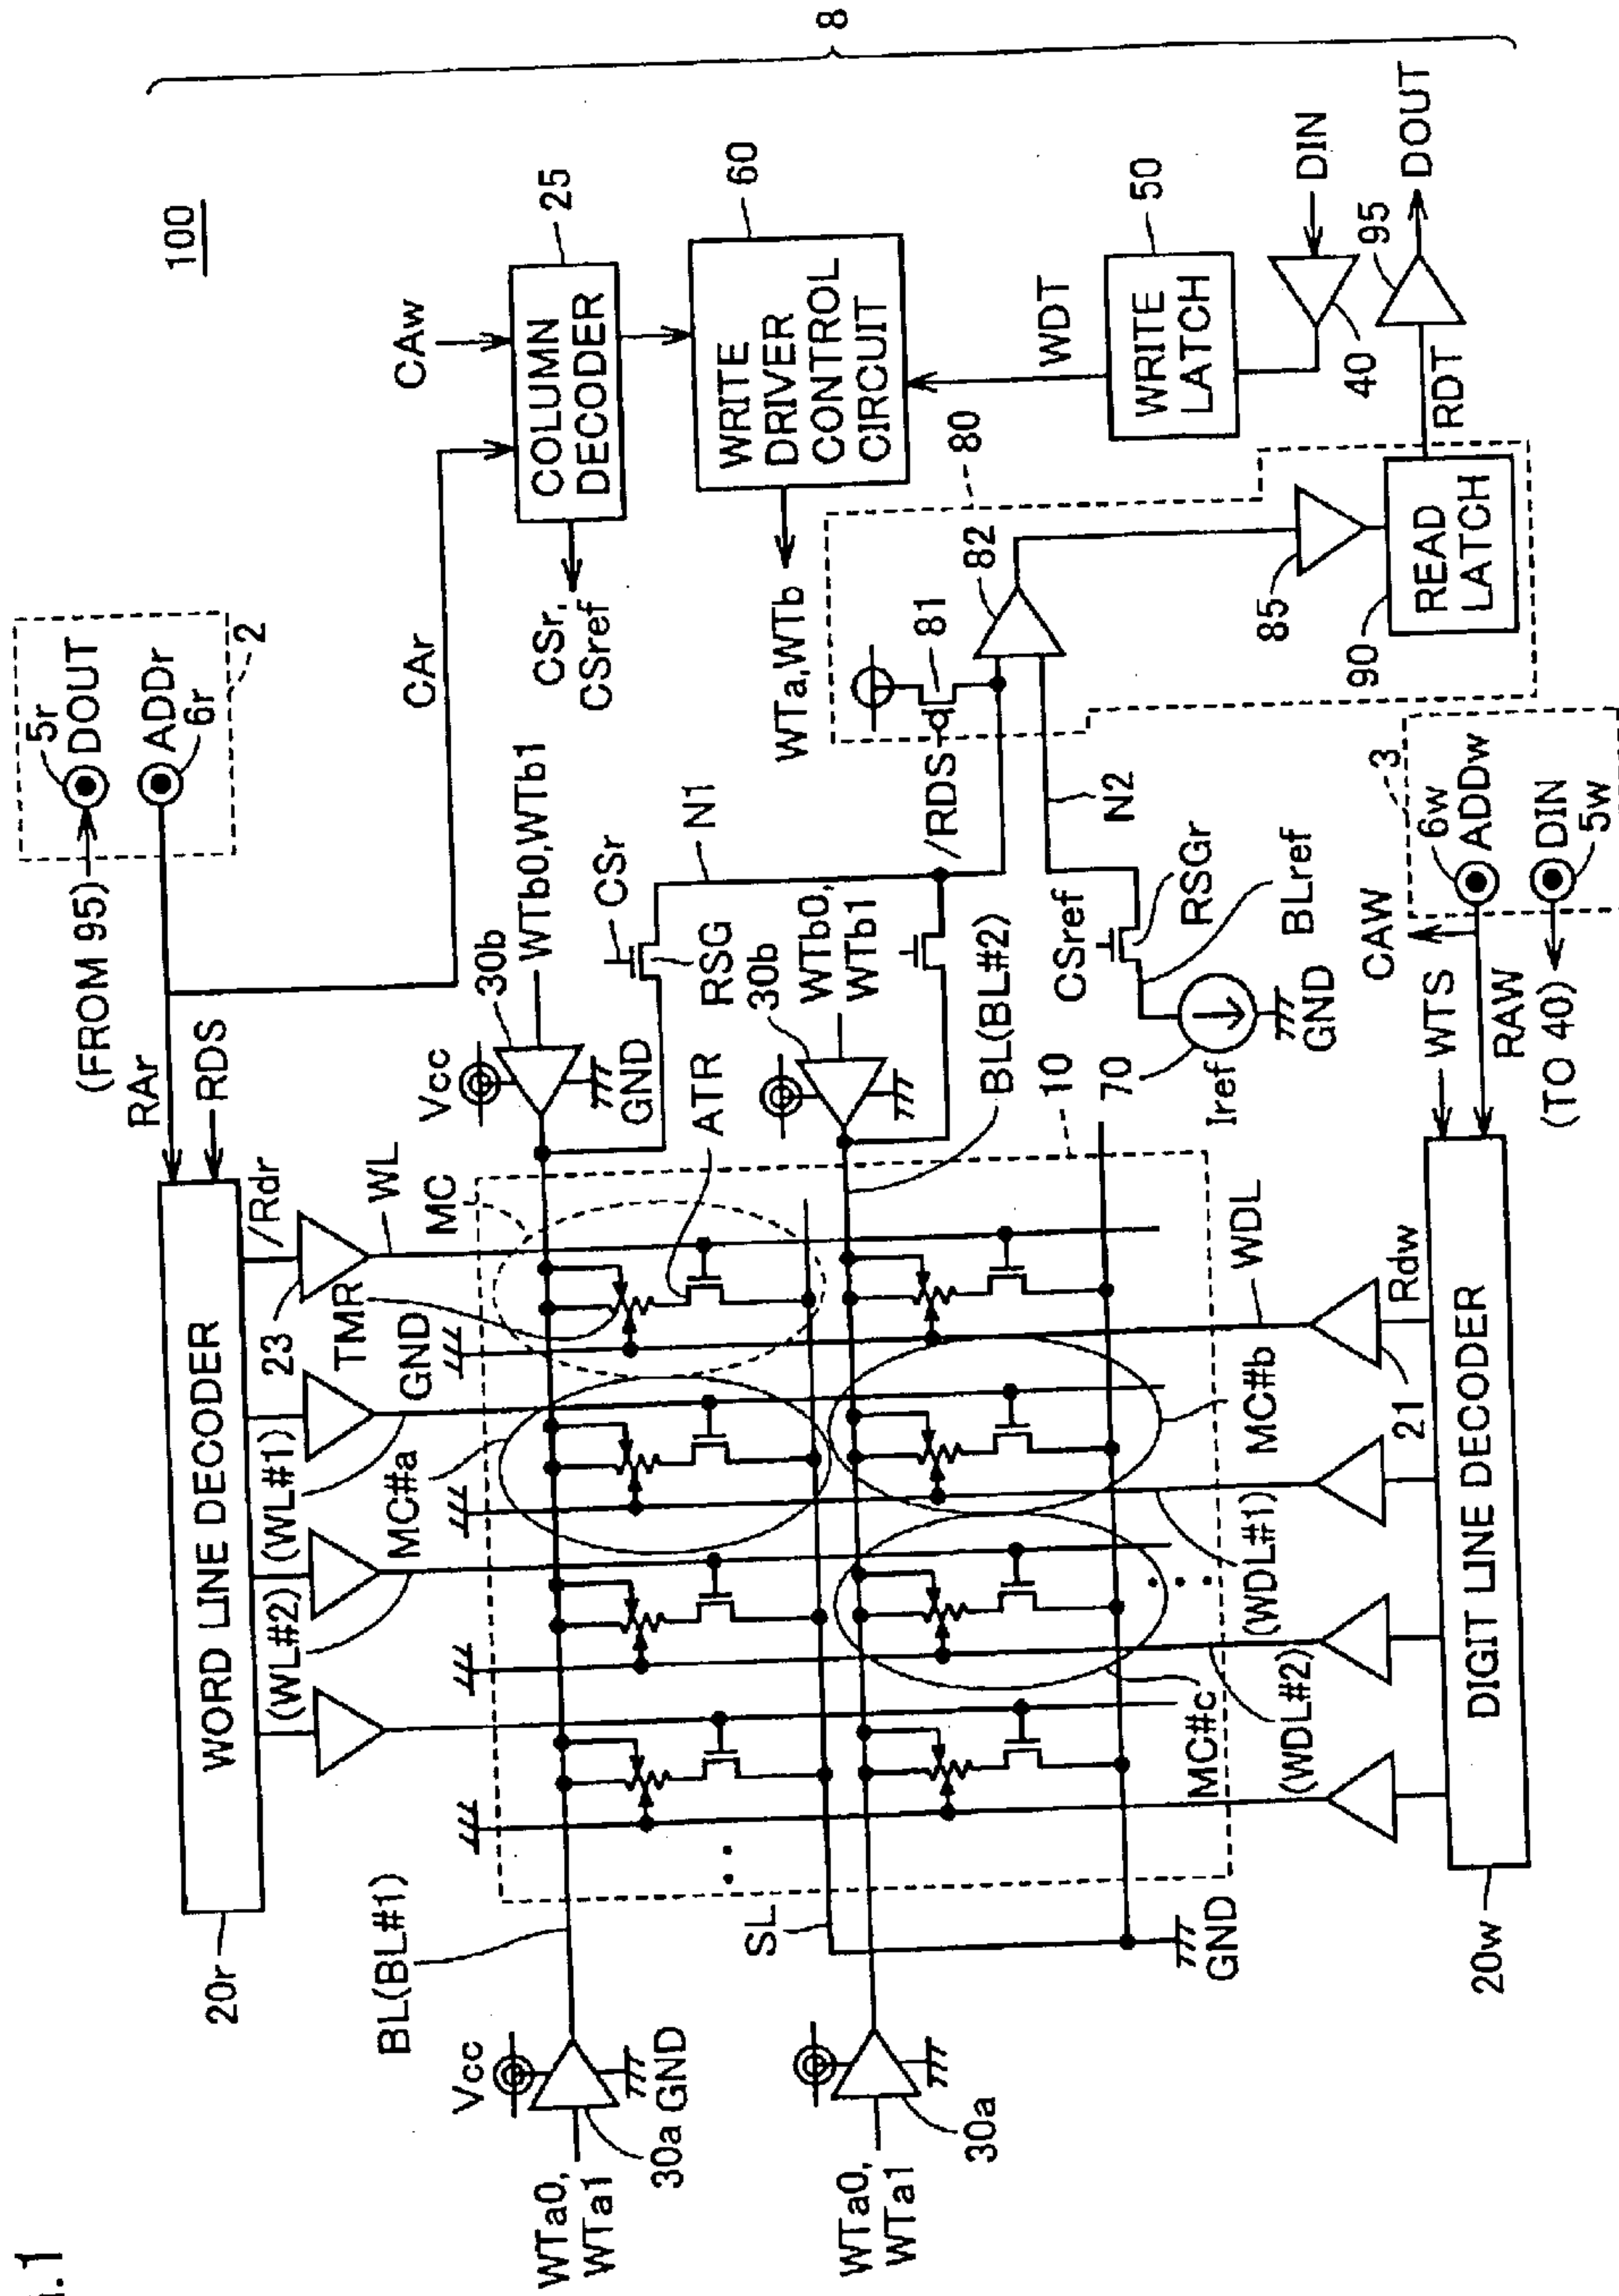 100
8
(FROM 95)
5r
DOUT
ADDr
6r
2
RAr
RDS
CAr
CAw
WORD LINE DECODER
20r
/Rdr
23
WL
MC
TMR
GND
(WL#1)
(WL#2)
MC#a
Vcc
30b
WTb0,WTb1
GND
ATR
RSG
CSr
N1
COLUMN
DECODER
25
CSr,
CSref
WRITE
DRIVER
CONTROL
CIRCUIT
60
WTa,WTb
BL(BL#1)
Vcc
30a
GND
WTa0,
WTa1
30b
WTb0,
WTb1
BL(BL#2)
/RDS
81
82
80
WDT
WRITE
LATCH
50
DIN
40
95
DOUT
RDT
85
90
READ
LATCH
N2
CSref
RSGr
BLref
Iref
GND
10
70
SL
GND
30a
WTa0,
WTa1
WDL
MC#b
MC#c
(WDL#1)
(WDL#2)
Rdw
21
DIGIT LINE DECODER
20w
WTS
CAW
RAW
3
6w
ADDw
DIN
5w
(TO 40)